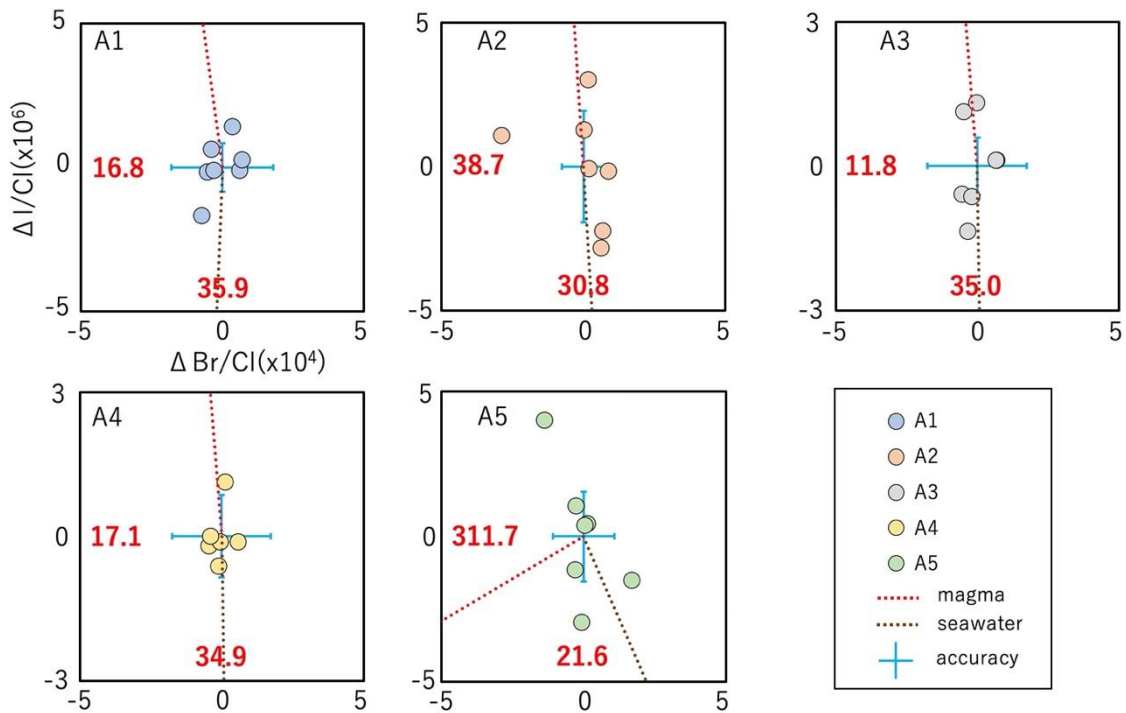 A1
5
0
-5
-5
0
5
16.8
35.9
Δ I/Cl(x10⁶)
Δ Br/Cl(x10⁴)
A2
5
0
-5
-5
0
5
38.7
30.8
A3
3
0
-3
-5
0
5
11.8
35.0
A4
3
0
-3
-5
0
5
17.1
34.9
A5
5
0
-5
-5
0
5
311.7
21.6
A1
A2
A3
A4
A5
magma
seawater
accuracy